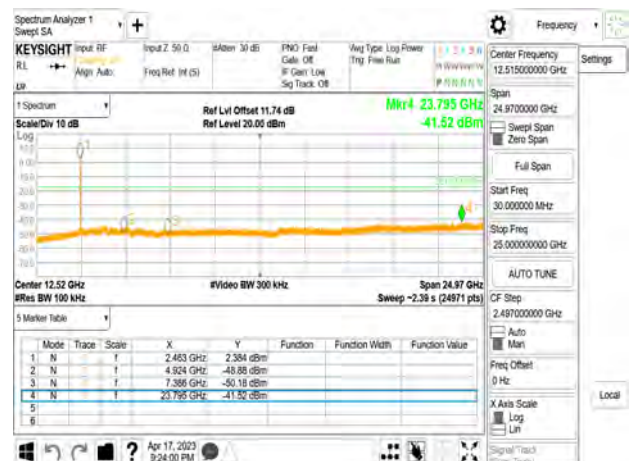 Spectrum Analyzer 1
Swept SA
Frequency
KEYSIGHT Input: RF
Input Z: 50 Ω
#Atten: 30 dB
PNO: Fast
Avg Type: Log-Power
RL
Align: Auto
Freq Ref: Int (S)
Gate: Off
Trig: Free Run
IF Gain: Low
Sig Track: Off
Center Frequency
12.515000000 GHz
Settings
1 Spectrum
Scale/Div 10 dB
Ref Lvl Offset 11.74 dB
Ref Level 20.00 dBm
Mkr4 23.795 GHz
-41.52 dBm
Log
Span
24.9700000 GHz
Swept Span
Zero Span
Full Span
Start Freq
30.000000 MHz
Stop Freq
25.000000000 GHz
AUTO TUNE
CF Step
2.497000000 GHz
Auto
Man
Freq Offset
0 Hz
X Axis Scale
Log
Lin
Local
Center 12.52 GHz
#Video BW 300 kHz
Span 24.97 GHz
#Res BW 100 kHz
Sweep ~2.39 s (24971 pts)
5 Marker Table
Mode Trace Scale X Y Function Function Width Function Value
1 N f 2.463 GHz 2.384 dBm
2 N f 4.924 GHz -48.88 dBm
3 N f 7.386 GHz -50.18 dBm
4 N f 23.795 GHz -41.52 dBm
5
6
Apr 17, 2023
9:24:00 PM
Signal Track